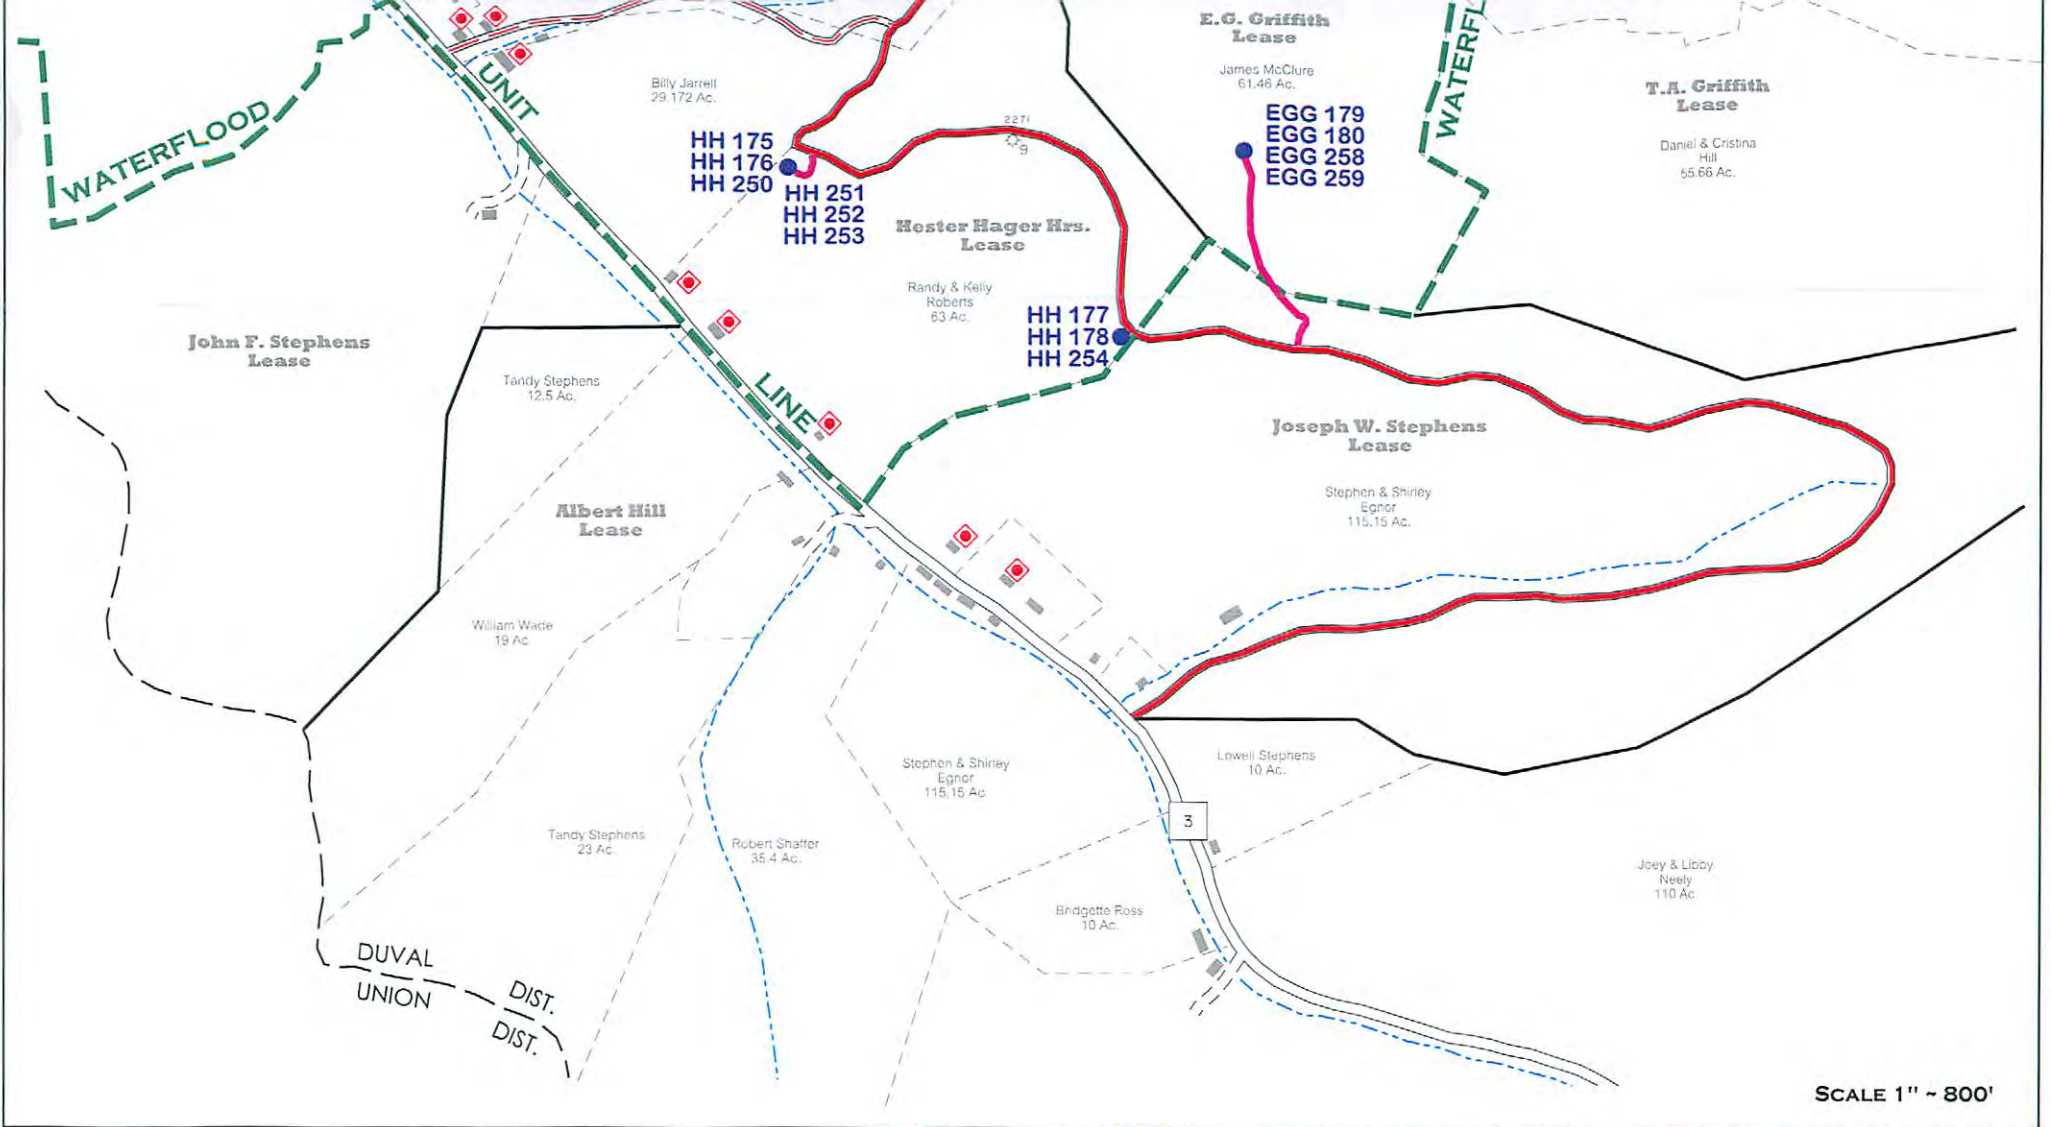 E.G. Griffith
Lease
James McClure
61.46 Ac.
WATERFL
T.A. Griffith
Lease
Daniel & Cristina
Hill
55.66 Ac.
UNIT
WATERFLOOD
Billy Jarrell
29.172 Ac.
HH 175
HH 176
HH 250
HH 251
HH 252
HH 253
2271
9
EGG 179
EGG 180
EGG 258
EGG 259
Hester Hager Hrs.
Lease
Randy & Kelly
Roberts
63 Ac.
HH 177
HH 178
HH 254
John F. Stephens
Lease
Tandy Stephens
12.5 Ac.
LINE
Joseph W. Stephens
Lease
Stephen & Shirley
Egnor
115.15 Ac.
Albert Hill
Lease
William Wade
19 Ac.
Stephen & Shirley
Egnor
115.15 Ac.
Lowell Stephens
10 Ac.
3
Tandy Stephens
23 Ac.
Robert Shaffer
35.4 Ac.
Joey & Libby
Neely
110 Ac.
Bridgette Ross
10 Ac.
DUVAL
UNION
DIST.
DIST.
SCALE 1" ~ 800'